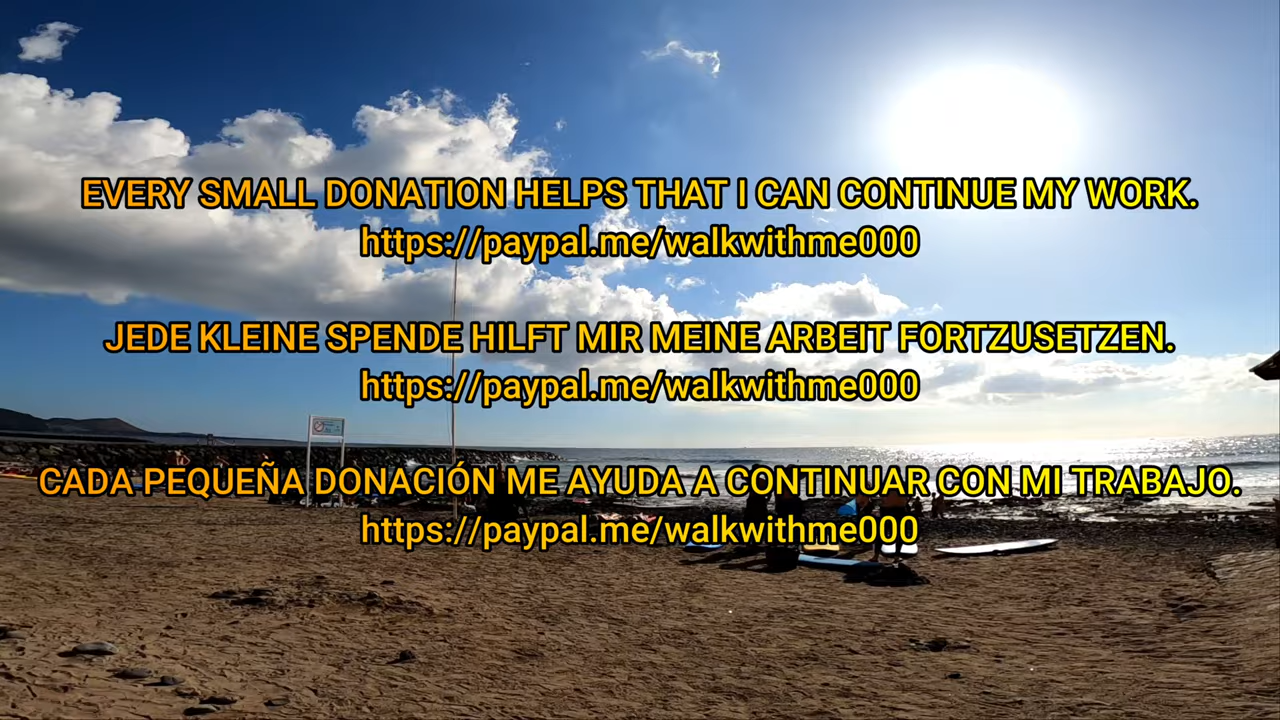 EVERY SMALL DONATION HELPS THAT I CAN CONTINUE MY WORK.
https://paypal.me/walkwithme000
JEDE KLEINE SPENDE HILFT MIR MEINE ARBEIT FORTZUSETZEN.
https://paypal.me/walkwithme000
CADA PEQUEÑA DONACIÓN ME AYUDA A CONTINUAR CON MI TRABAJO.
https://paypal.me/walkwithme000